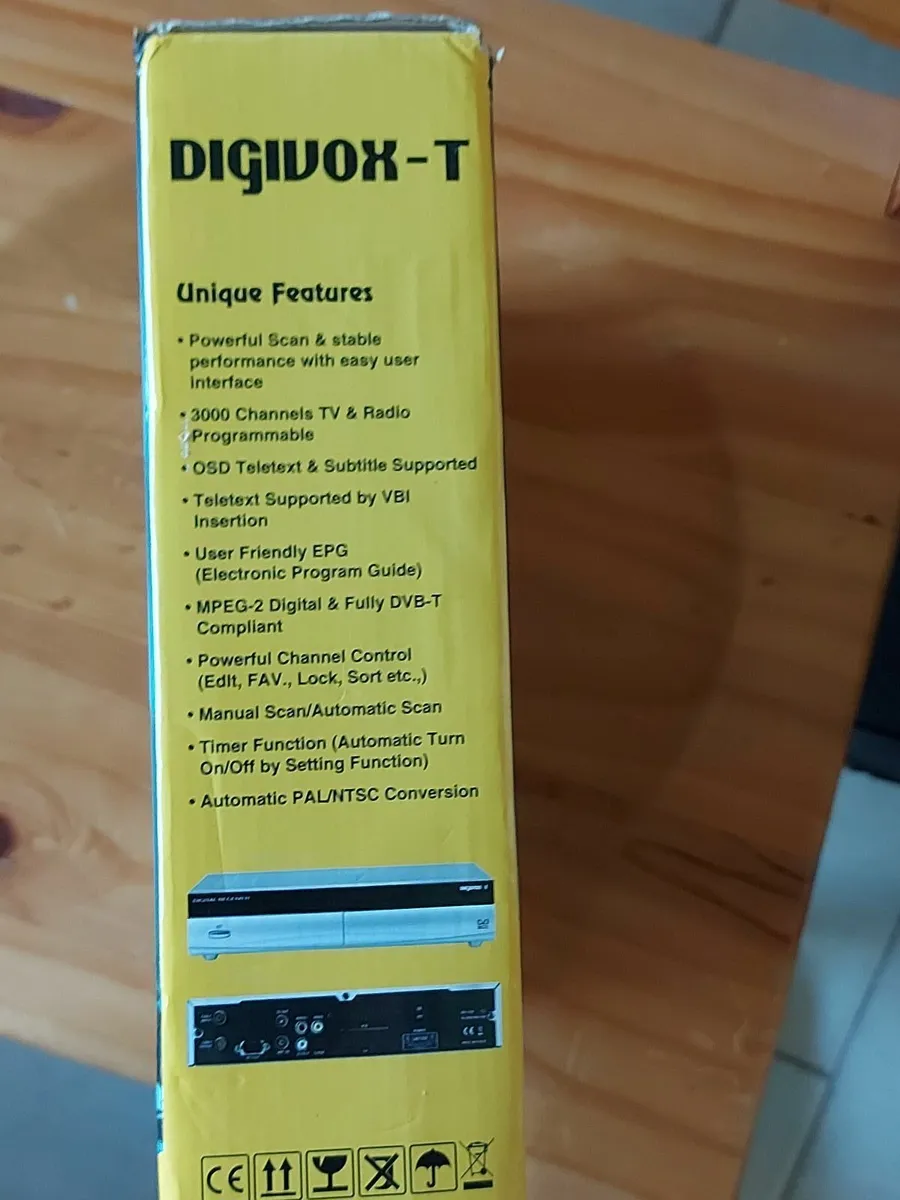 DIGIVOX-T
Unique Features
• Powerful Scan & stable
performance with easy user
interface
• 3000 Channels TV & Radio
Programmable
• OSD Teletext & Subtitle Supported
• Teletext Supported by VBI
Insertion
• User Friendly EPG
(Electronic Program Guide)
• MPEG-2 Digital & Fully DVB-T
Compliant
• Powerful Channel Control
(Edit, FAV., Lock, Sort etc.,)
• Manual Scan/Automatic Scan
• Timer Function (Automatic Turn
On/Off by Setting Function)
• Automatic PAL/NTSC Conversion
DIGITAL RECEIVER
CE
CE